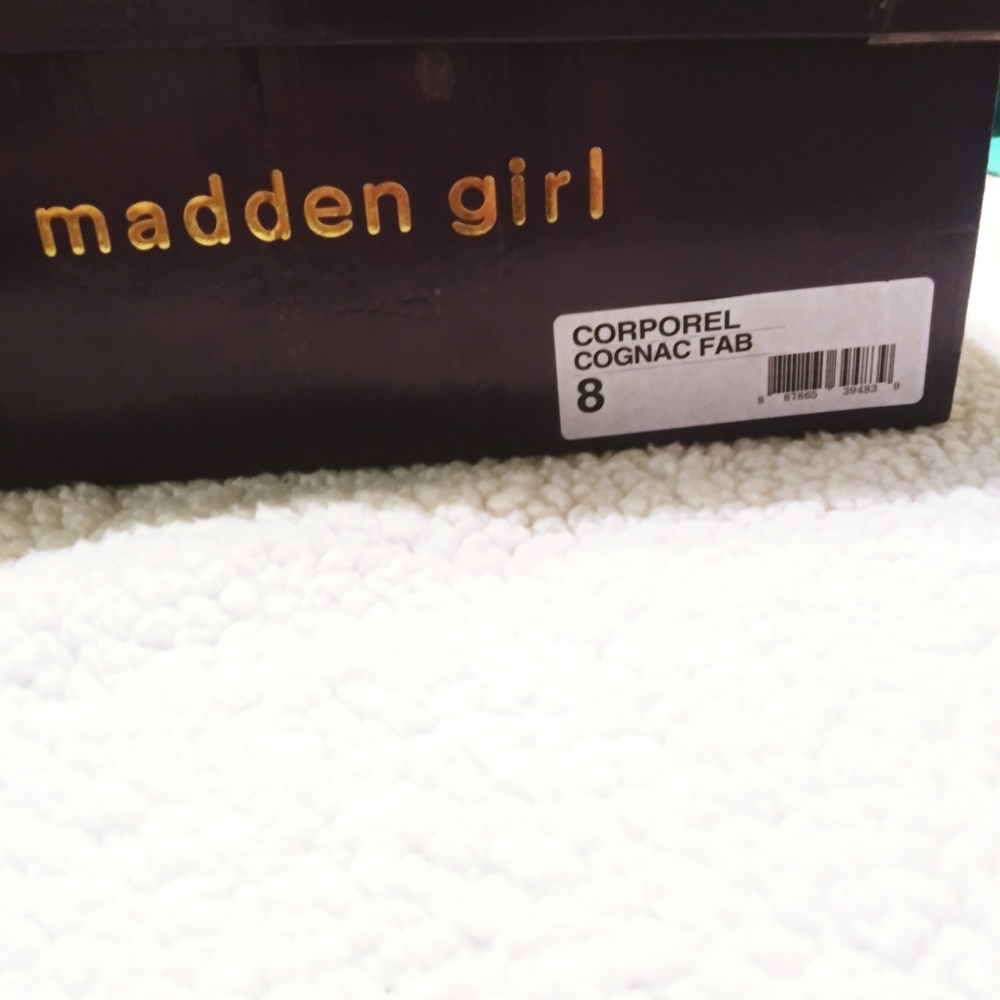 madden girl
CORPOREL
COGNAC FAB
8
8 87865 39483 9